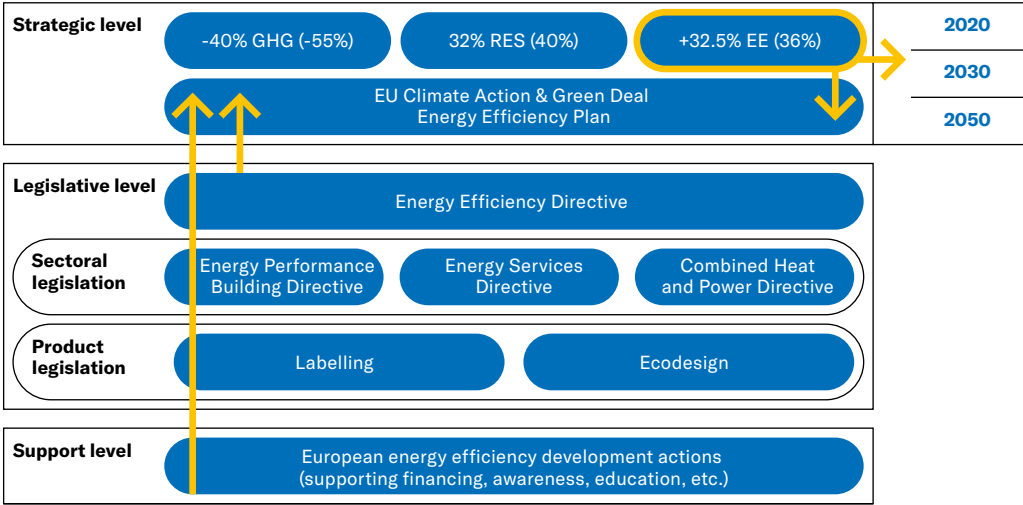 Strategic level
-40% GHG (-55%)
32% RES (40%)
+32.5% EE (36%)
2020
2030
2050
EU Climate Action & Green Deal
Energy Efficiency Plan
Legislative level
Energy Efficiency Directive
Sectoral
legislation
Energy Performance
Building Directive
Energy Services
Directive
Combined Heat
and Power Directive
Product
legislation
Labelling
Ecodesign
Support level
European energy efficiency development actions
(supporting financing, awareness, education, etc.)